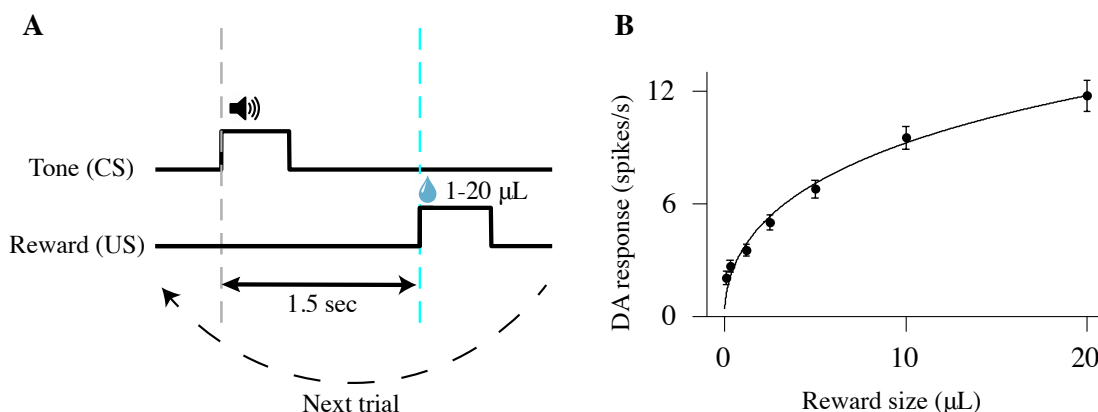 A
Tone (CS)
1-20 μL
Reward (US)
1.5 sec
Next trial
B
DA response (spikes/s)
12
6
0
0 10 20
Reward size (μL)